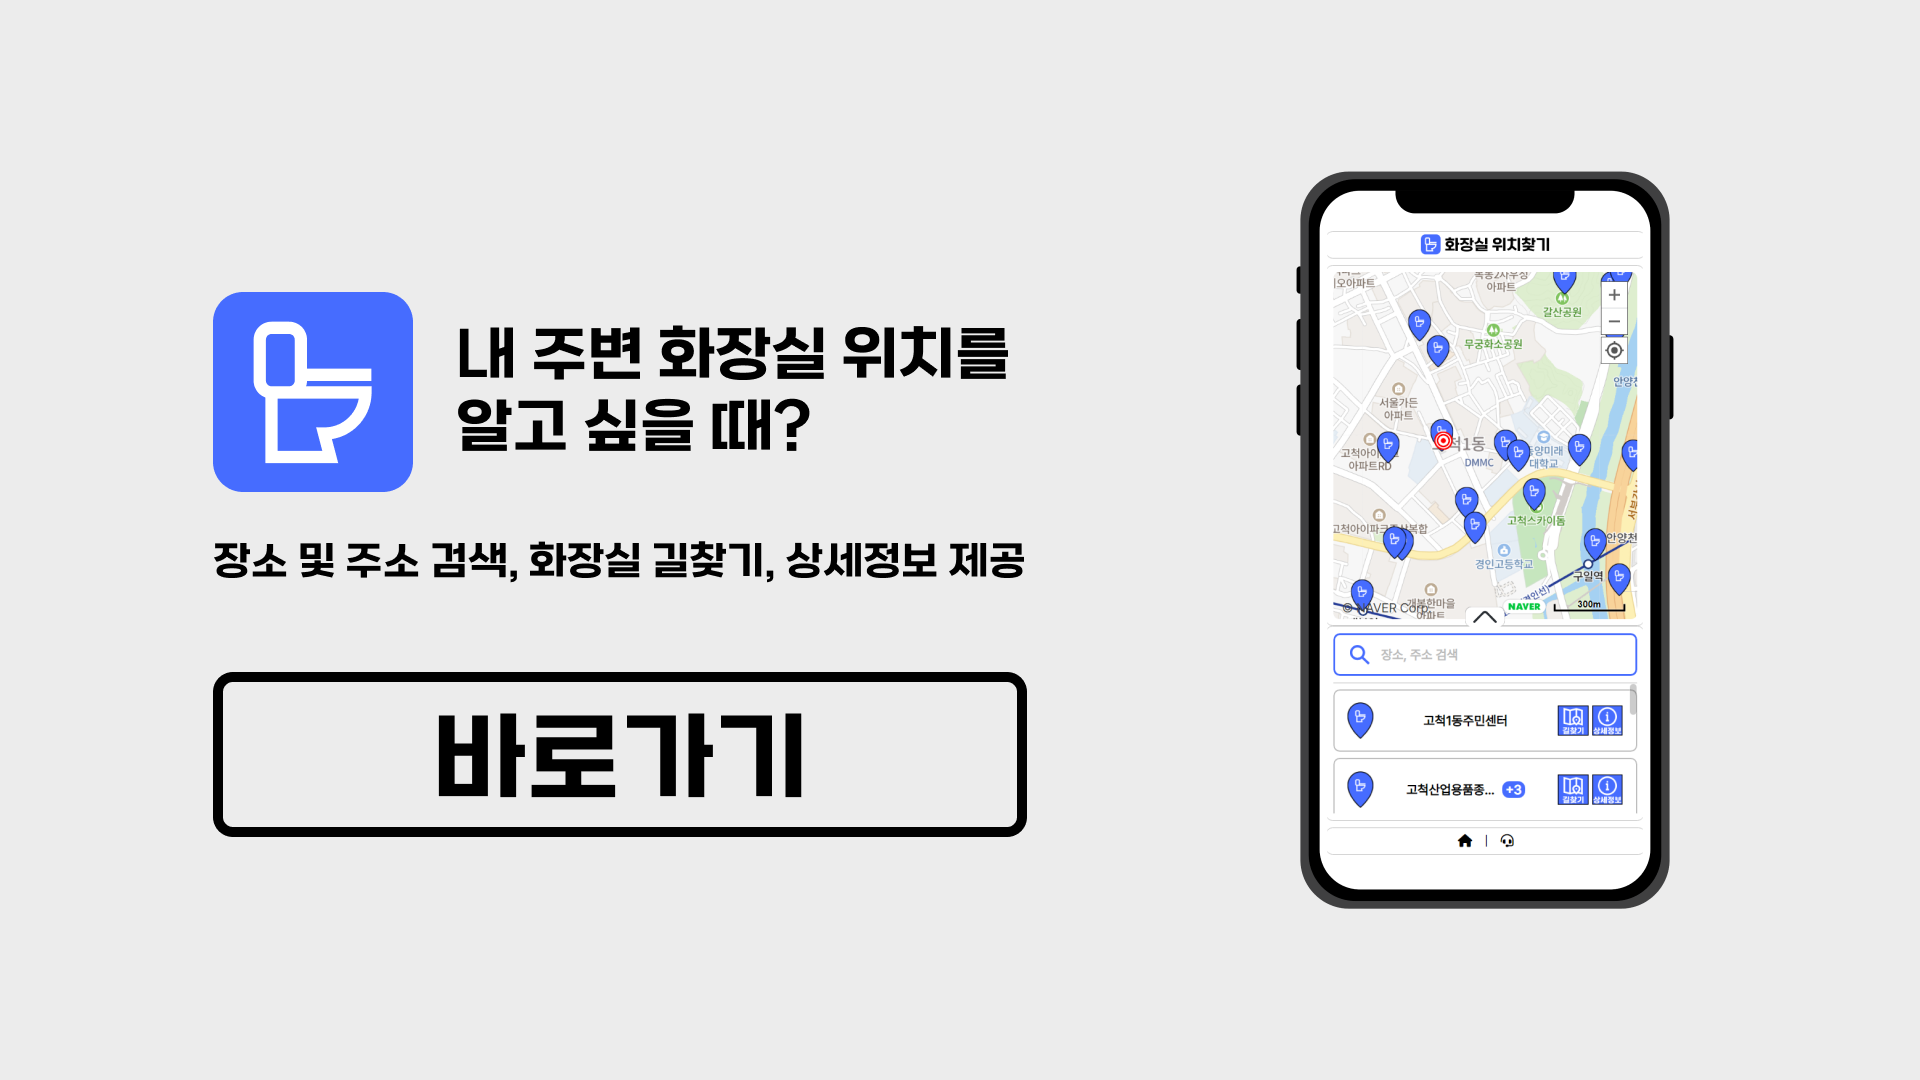 내 주변 화장실 위치를
알고 싶을 때?
장소 및 주소 검색, 화장실 길찾기, 상세정보 제공
바로가기
화장실 위치찾기
이오아파트
아파트
갈산공원
무궁화소공원
안양천
서울가든
아파트
고척아이
아파트RD
척1동
DMMC
동양미래
대학교
고척스카이돔
고척아이파크
복합
안양천
경인고등학교
구일역
개봉한마을
아파트
© NAVER Corp.
NAVER
300m
장소, 주소 검색
고척1동주민센터
길찾기
상세정보
고척산업용품종... +3
길찾기
상세정보